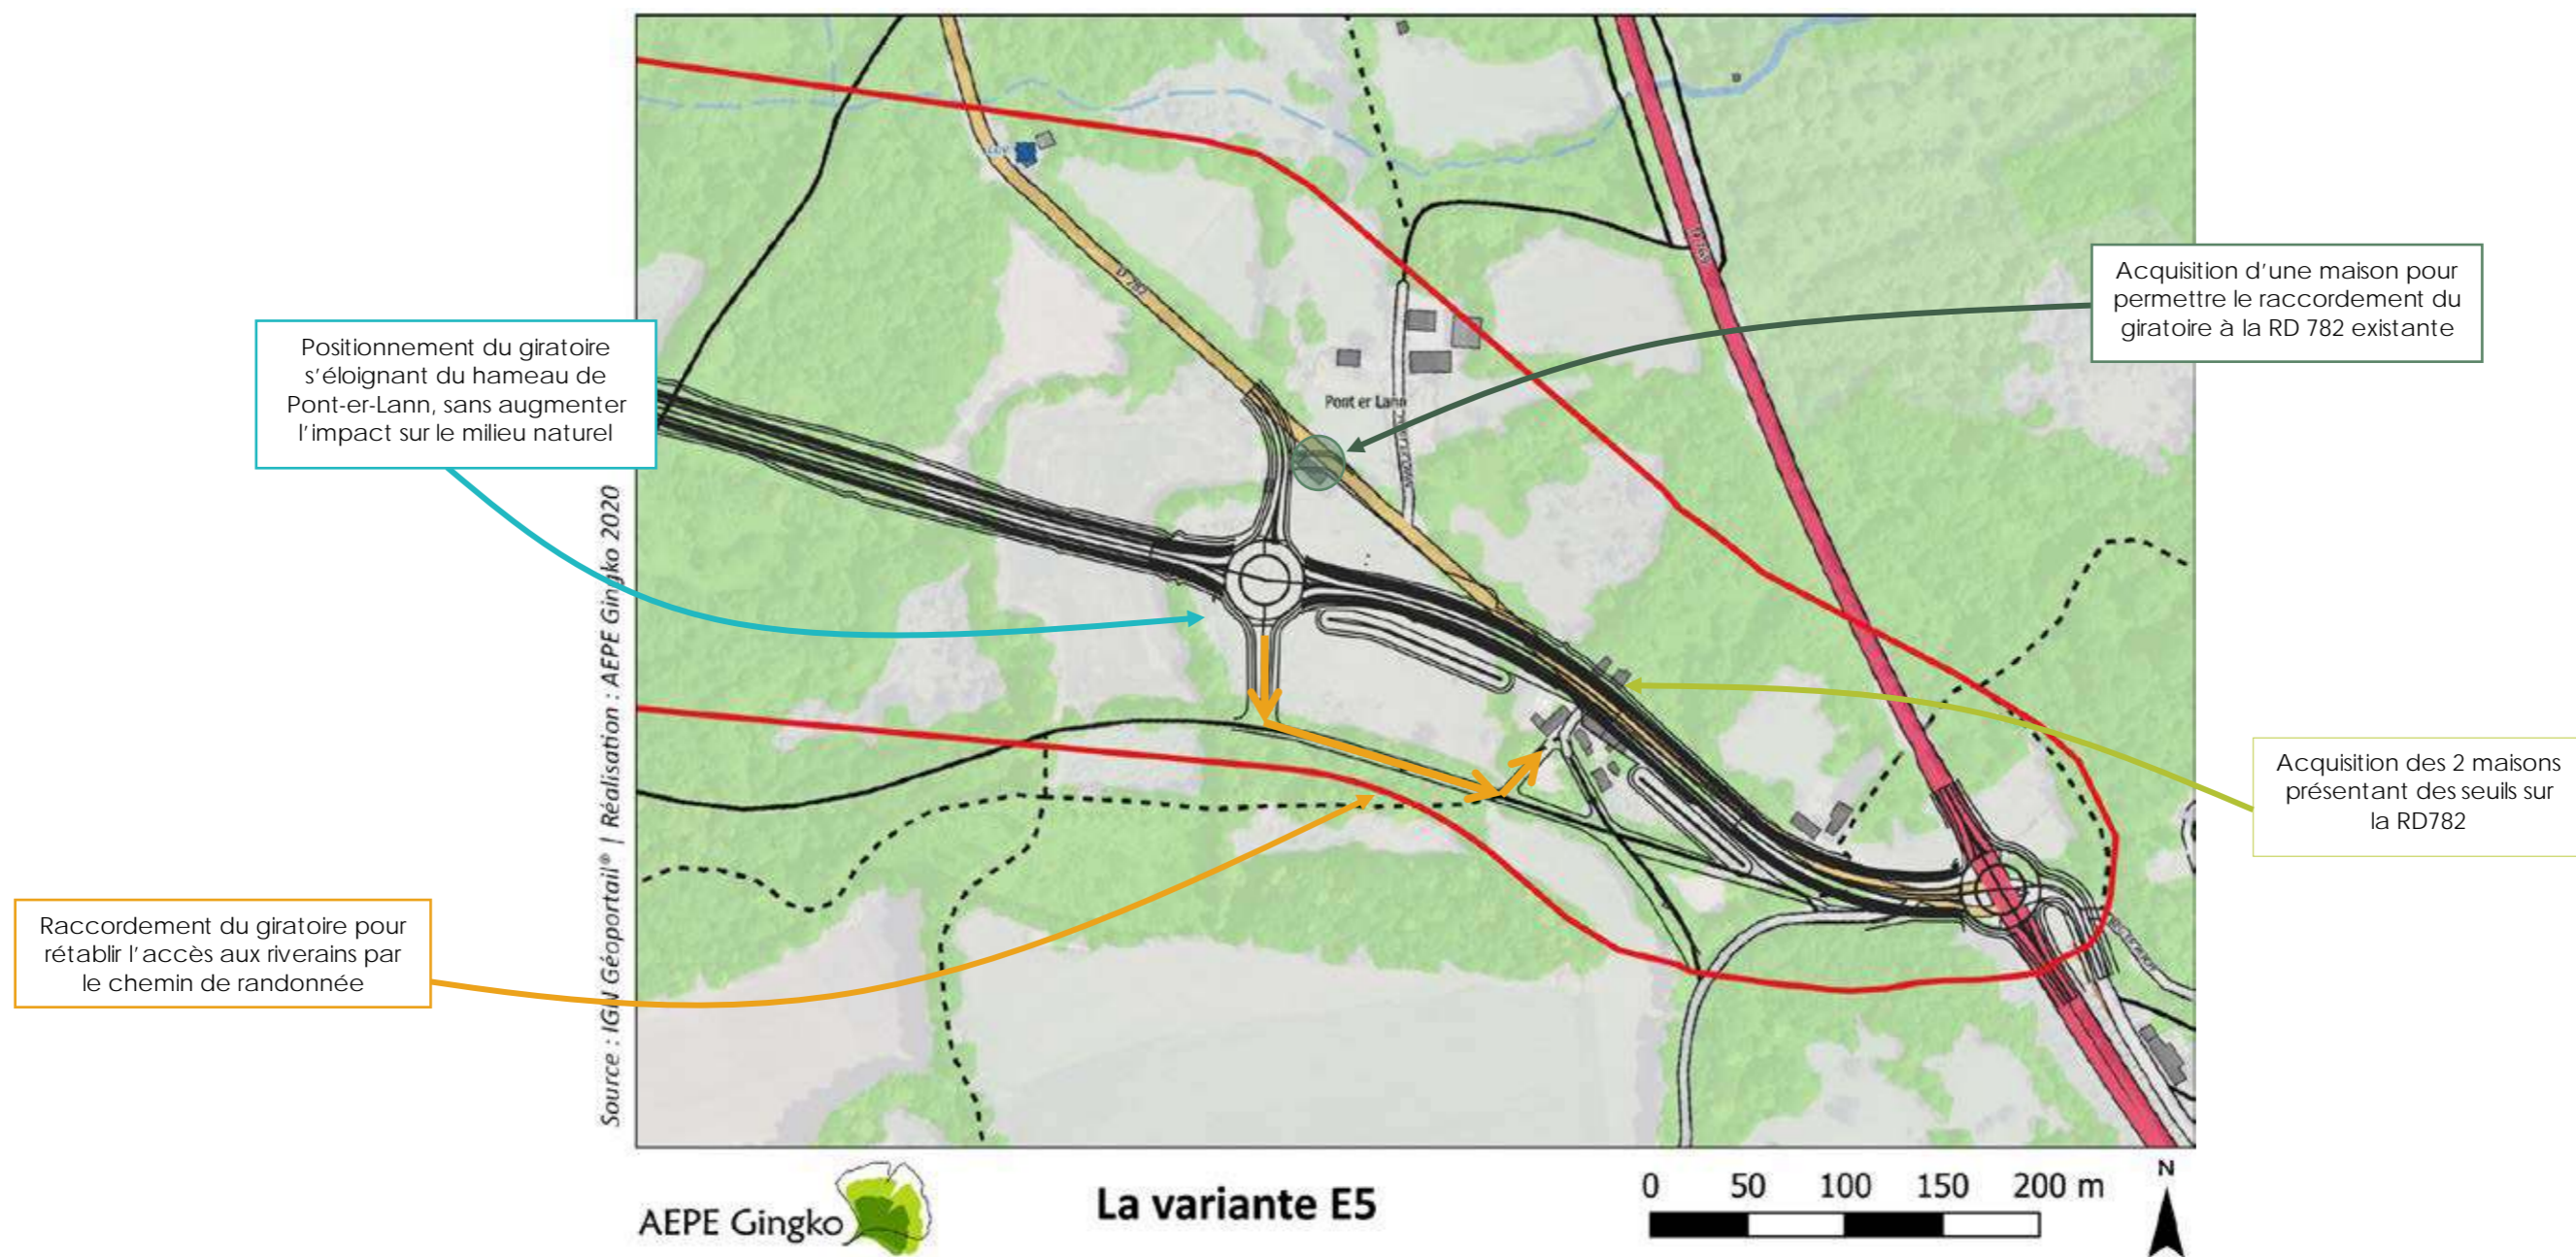 Acquisition d'une maison pour
permettre le raccordement du
giratoire à la RD 782 existante
Positionnement du giratoire
s'éloignant du hameau de
Pont-er-Lann, sans augmenter
l'impact sur le milieu naturel
D 782
Pont er Lann
Acquisition des 2 maisons
présentant des seuils sur
la RD782
Raccordement du giratoire pour
rétablir l'accès aux riverains par
le chemin de randonnée
Source : IGN Géoportail® | Réalisation : AEPE Gingko 2020
AEPE Gingko
La variante E5
0 50 100 150 200 m
N